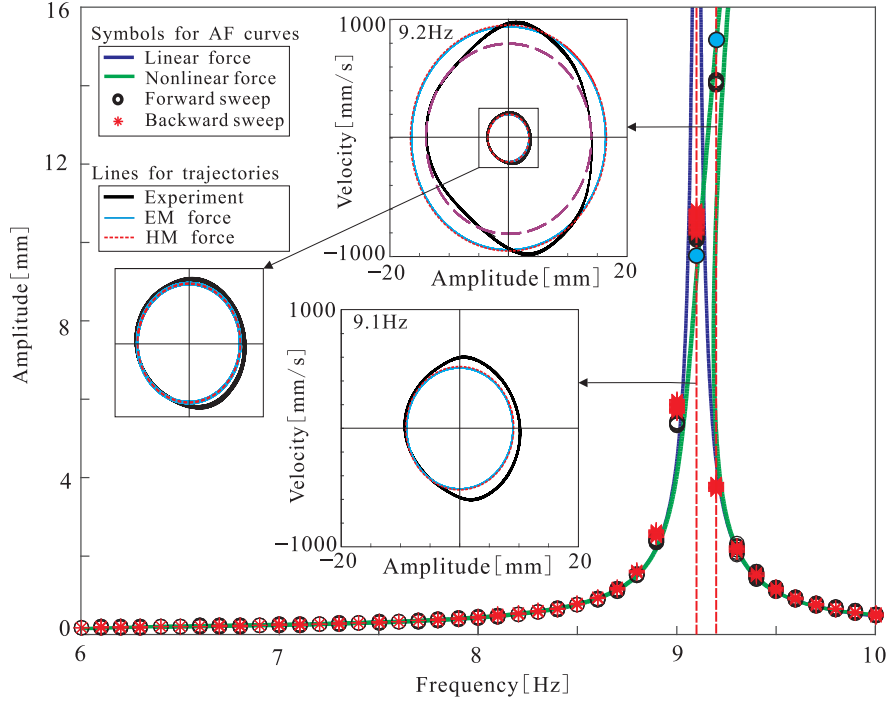 16
12
8
4
0
Amplitude[mm]
6
7
8
9
10
Frequency[Hz]
Symbols for AF curves
Linear force
Nonlinear force
Forward sweep
Backward sweep
Lines for trajectories
Experiment
EM force
HM force
1000
9.2Hz
Velocity[mm/s]
−1000
−20
Amplitude[mm]
20
1000
9.1Hz
Velocity[mm/s]
−1000
−20
Amplitude[mm]
20